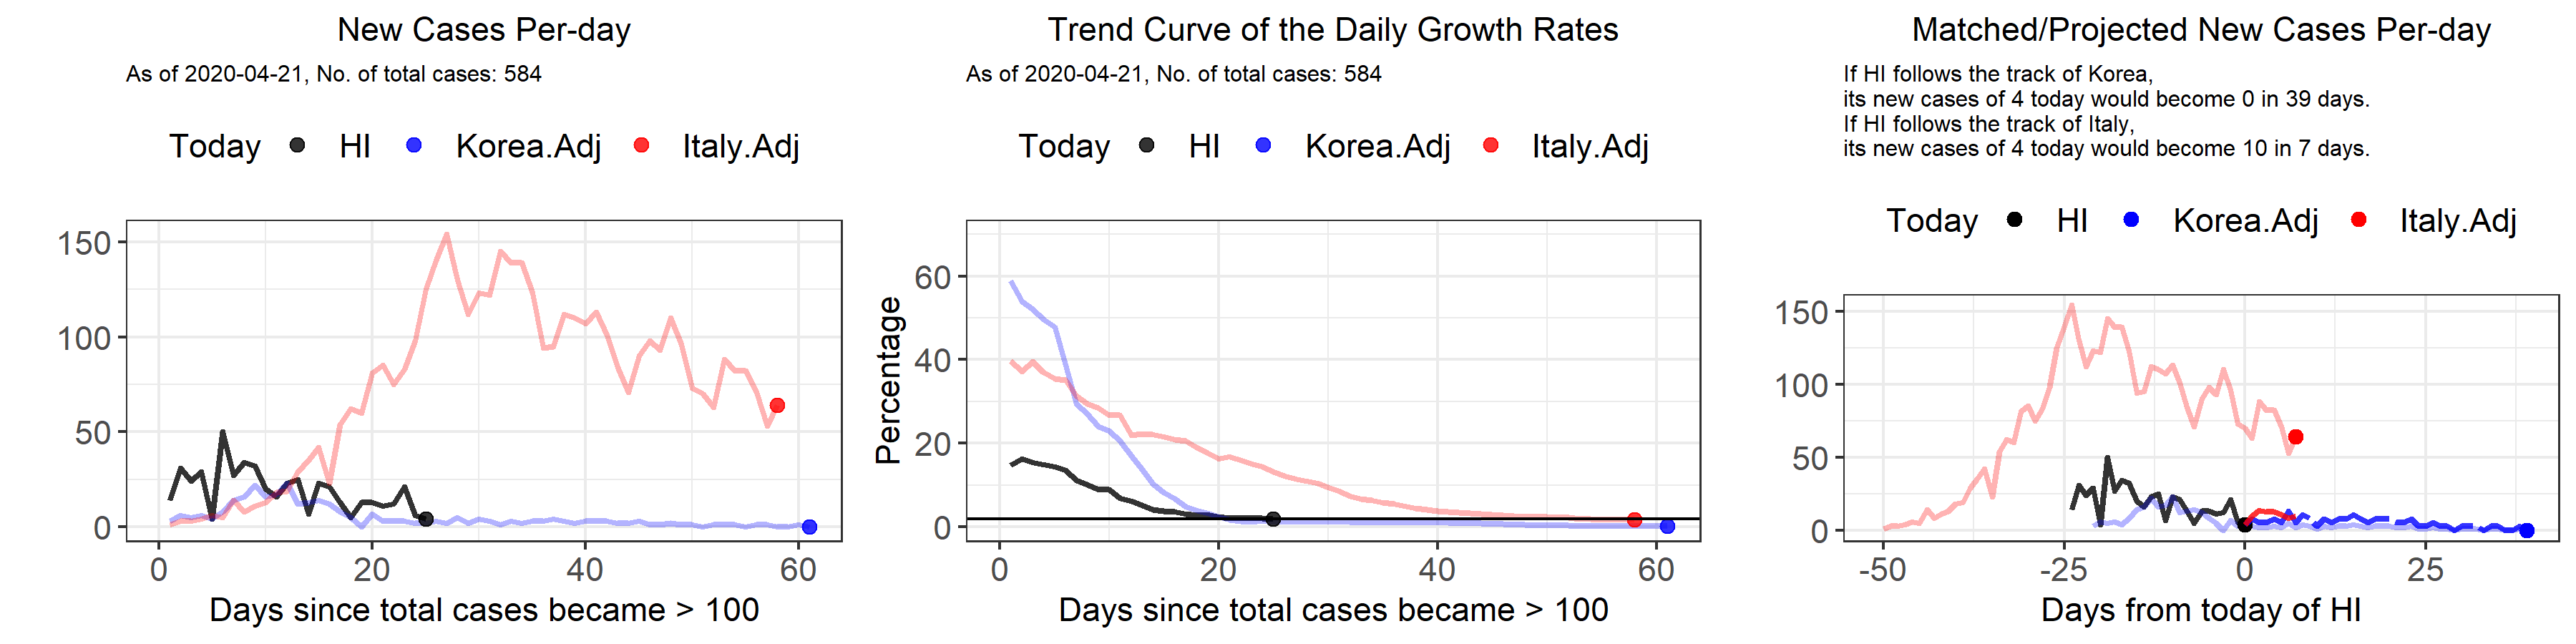 New Cases Per-day
As of 2020-04-21, No. of total cases: 584
Today HI Korea.Adj Italy.Adj
150
100
50
0
0 20 40 60
Days since total cases became > 100
Trend Curve of the Daily Growth Rates
As of 2020-04-21, No. of total cases: 584
Today HI Korea.Adj Italy.Adj
Percentage
60
40
20
0
0 20 40 60
Days since total cases became > 100
Matched/Projected New Cases Per-day
If HI follows the track of Korea,
its new cases of 4 today would become 0 in 39 days.
If HI follows the track of Italy,
its new cases of 4 today would become 10 in 7 days.
Today HI Korea.Adj Italy.Adj
150
100
50
0
-50 -25 0 25
Days from today of HI